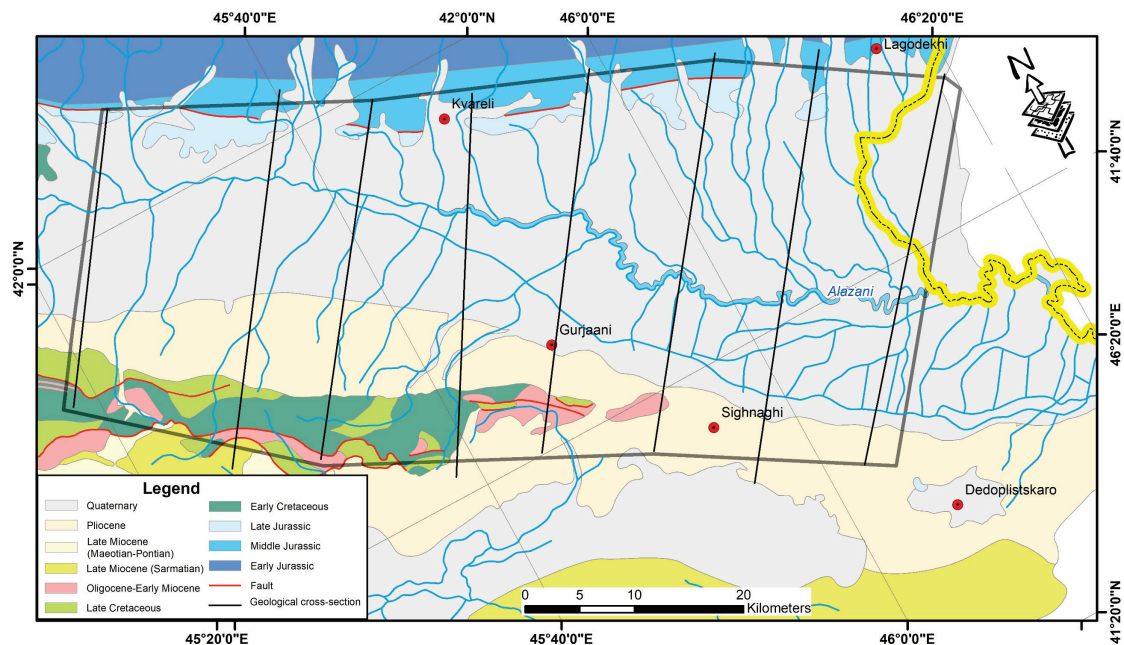 45°40'0"E
42°0'0"N
46°0'0"E
46°20'0"E
Lagodekhi
N
Kvareli
41°40'0"N
42°0'0"N
Alazani
Gurjaani
46°20'0"E
Sighnaghi
Dedoplistskaro
Legend
Quaternary
Pliocene
Late Miocene
(Maeotian-Pontian)
Late Miocene (Sarmatian)
Oligocene-Early Miocene
Late Cretaceous
Early Cretaceous
Late Jurassic
Middle Jurassic
Early Jurassic
Fault
Geological cross-section
0 5 10 20
Kilometers
45°20'0"E
45°40'0"E
46°0'0"E
41°20'0"N